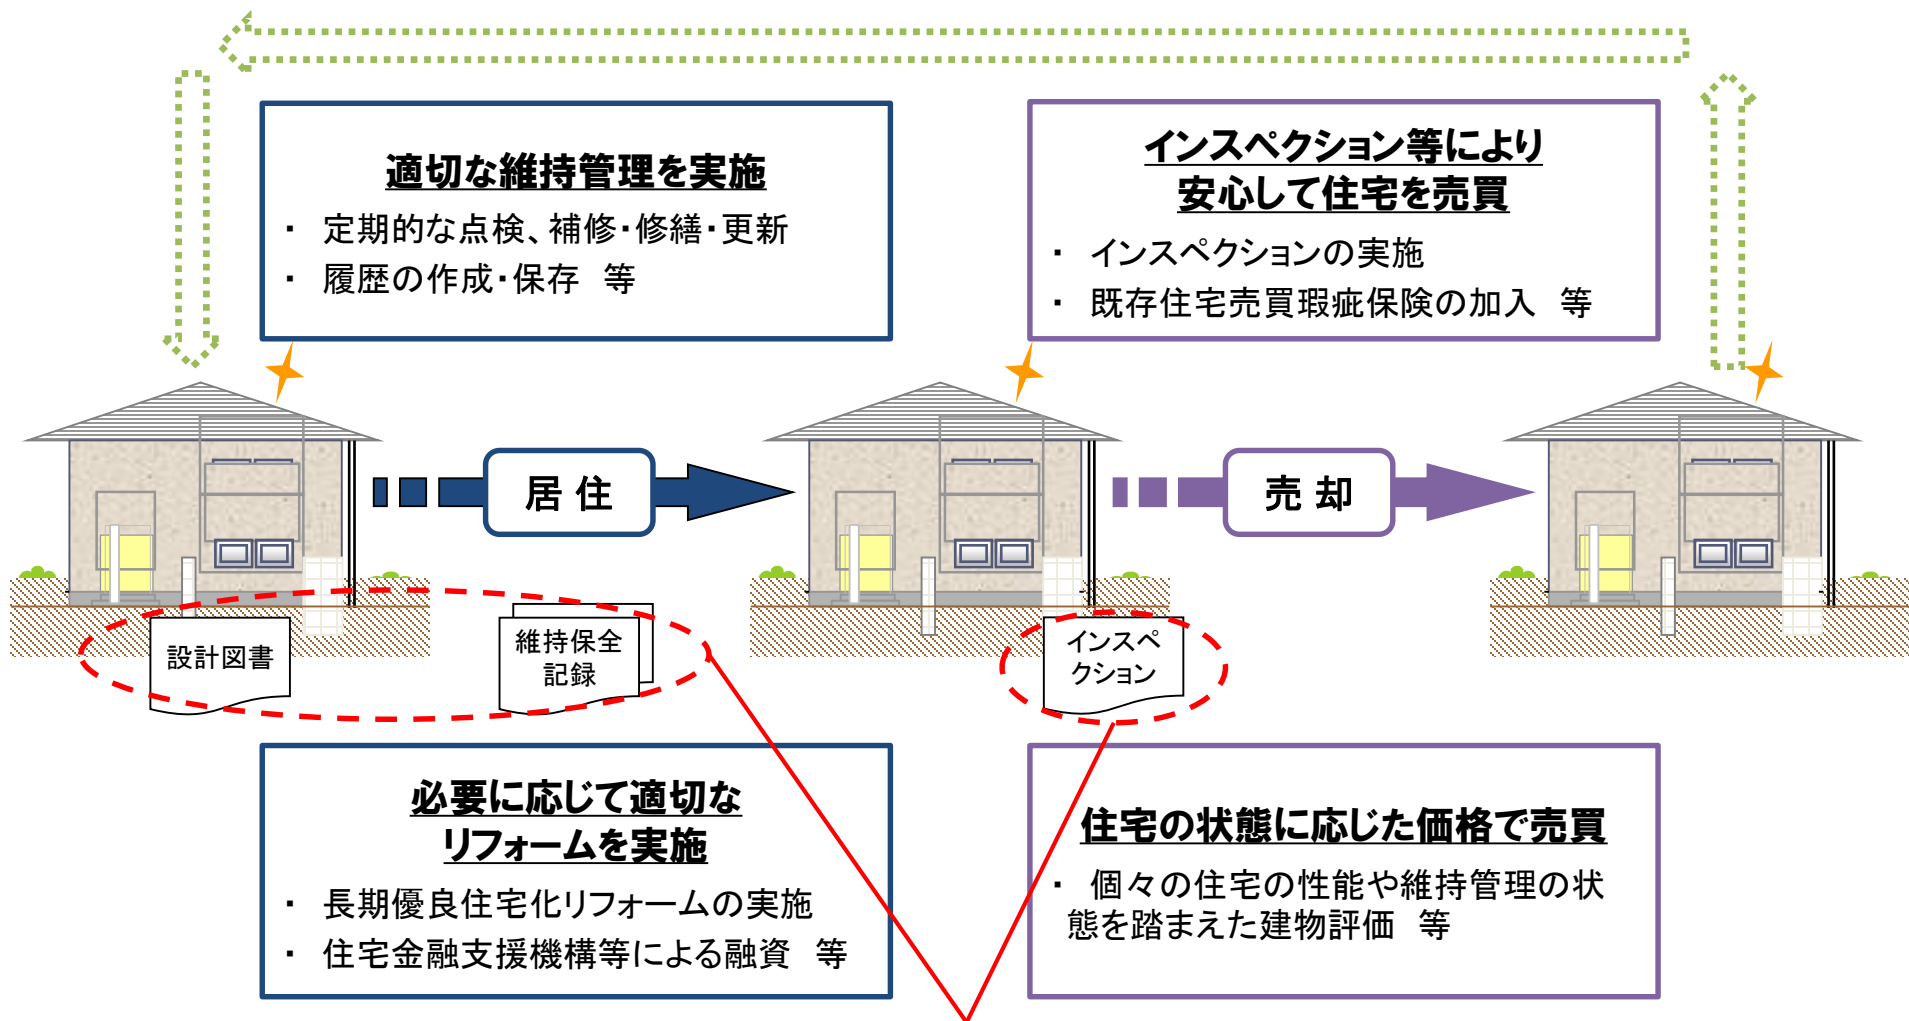 適切な維持管理を実施
・ 定期的な点検、補修・修繕・更新
・ 履歴の作成・保存 等
インスペクション等により
安心して住宅を売買
・ インスペクションの実施
・ 既存住宅売買瑕疵保険の加入 等
居 住
売 却
設計図書
維持保全
記録
インスペ
クション
必要に応じて適切な
リフォームを実施
・ 長期優良住宅化リフォームの実施
・ 住宅金融支援機構等による融資 等
住宅の状態に応じた価格で売買
・ 個々の住宅の性能や維持管理の状
態を踏まえた建物評価 等